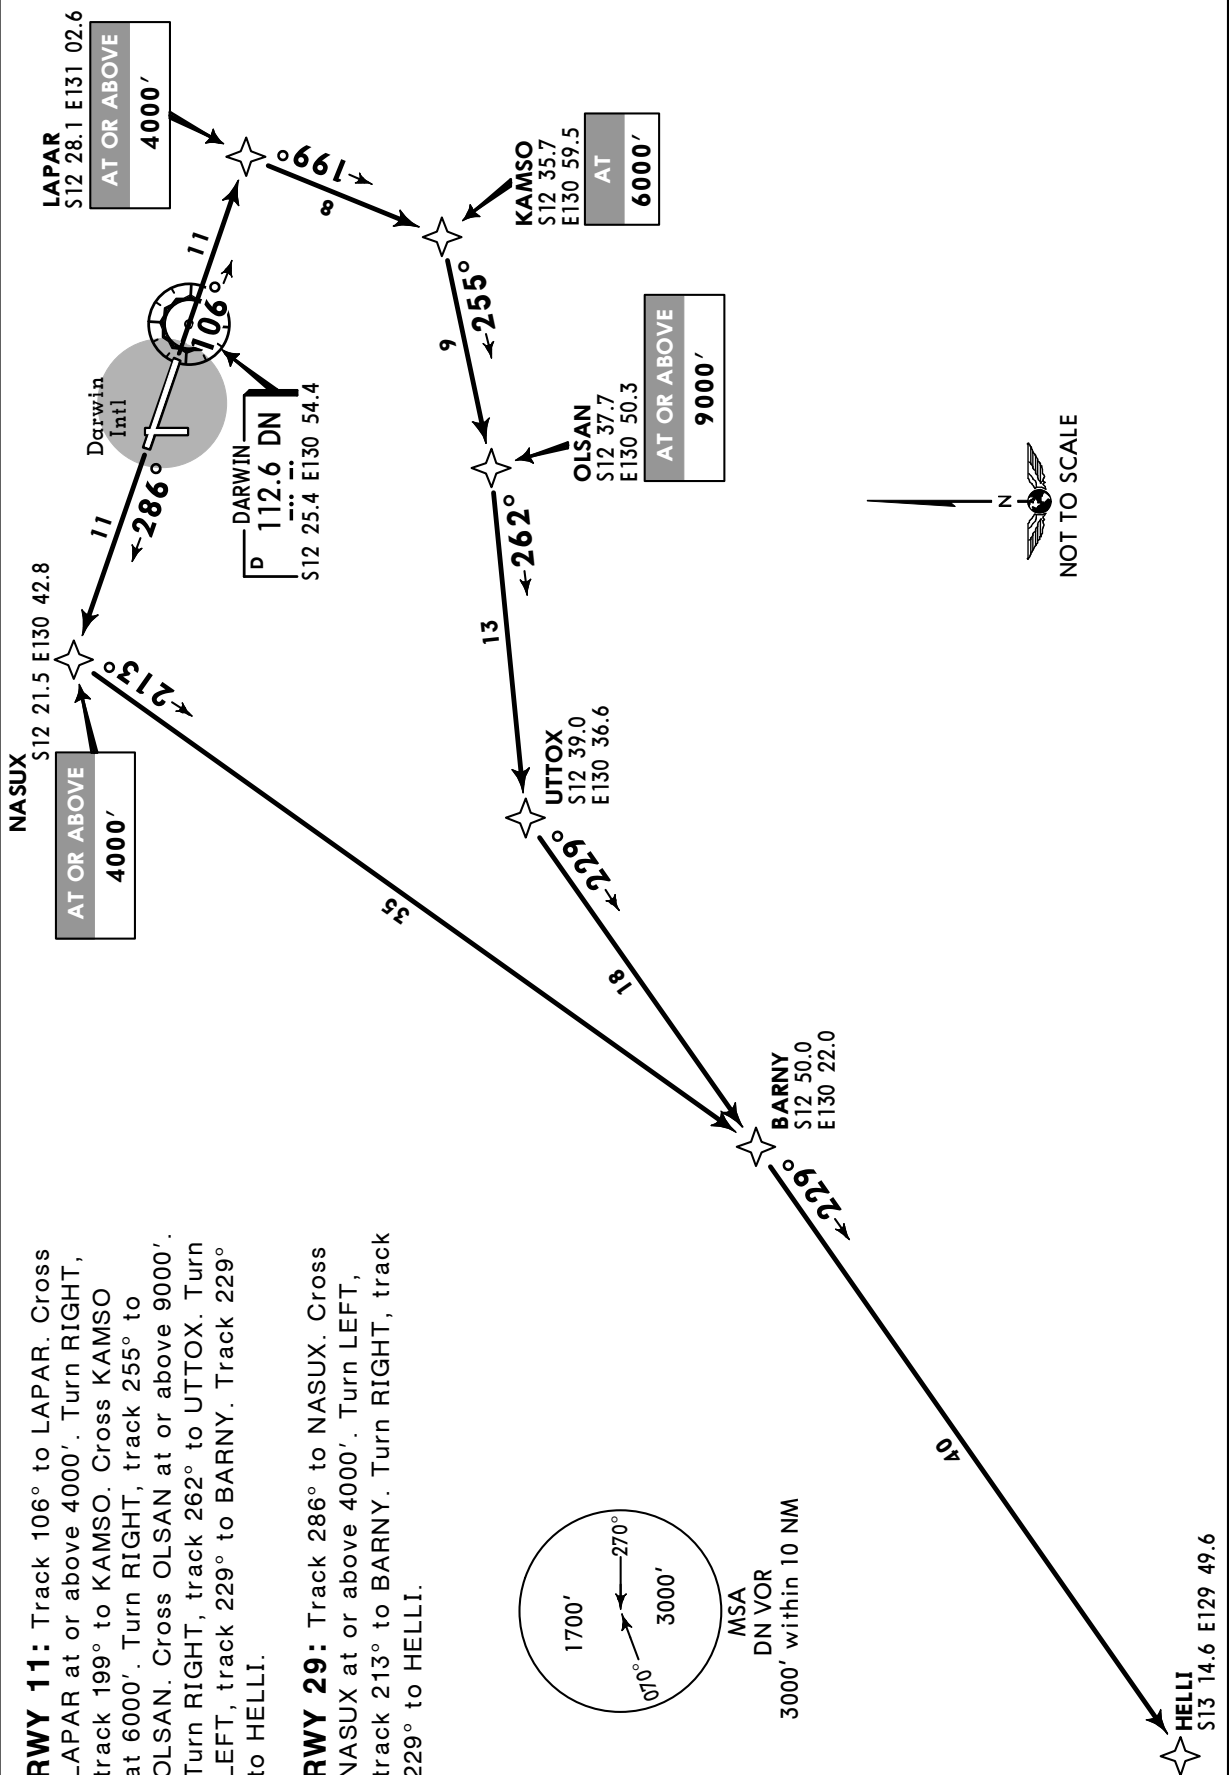 RWY 11: Track 106° to LAPAR. Cross
LAPAR at or above 4000'. Turn RIGHT,
track 199° to KAMSO. Cross KAMSO
at 6000'. Turn RIGHT, track 255° to
OLSAN. Cross OLSAN at or above 9000'.
Turn RIGHT, track 262° to UTTOX. Turn
LEFT, track 229° to BARNY. Track 229°
to HELLI.
RWY 29: Track 286° to NASUX. Cross
NASUX at or above 4000'. Turn LEFT,
track 213° to BARNY. Turn RIGHT, track
229° to HELLI.
NASUX
S12 21.5 E130 42.8
AT OR ABOVE
4000'
11
286°
213°
35
Darwin
Intl
DARWIN
D 112.6 DN
S12 25.4 E130 54.4
106°
11
LAPAR
S12 28.1 E131 02.6
AT OR ABOVE
4000'
199°
8
KAMSO
S12 35.7
E130 59.5
AT
6000'
255°
9
OLSAN
S12 37.7
E130 50.3
AT OR ABOVE
9000'
262°
13
UTTOX
S12 39.0
E130 36.6
229°
18
BARNY
S12 50.0
E130 22.0
229°
40
HELLI
S13 14.6 E129 49.6
1700'
270°
3000'
070°
MSA
DN VOR
3000' within 10 NM
N
NOT TO SCALE